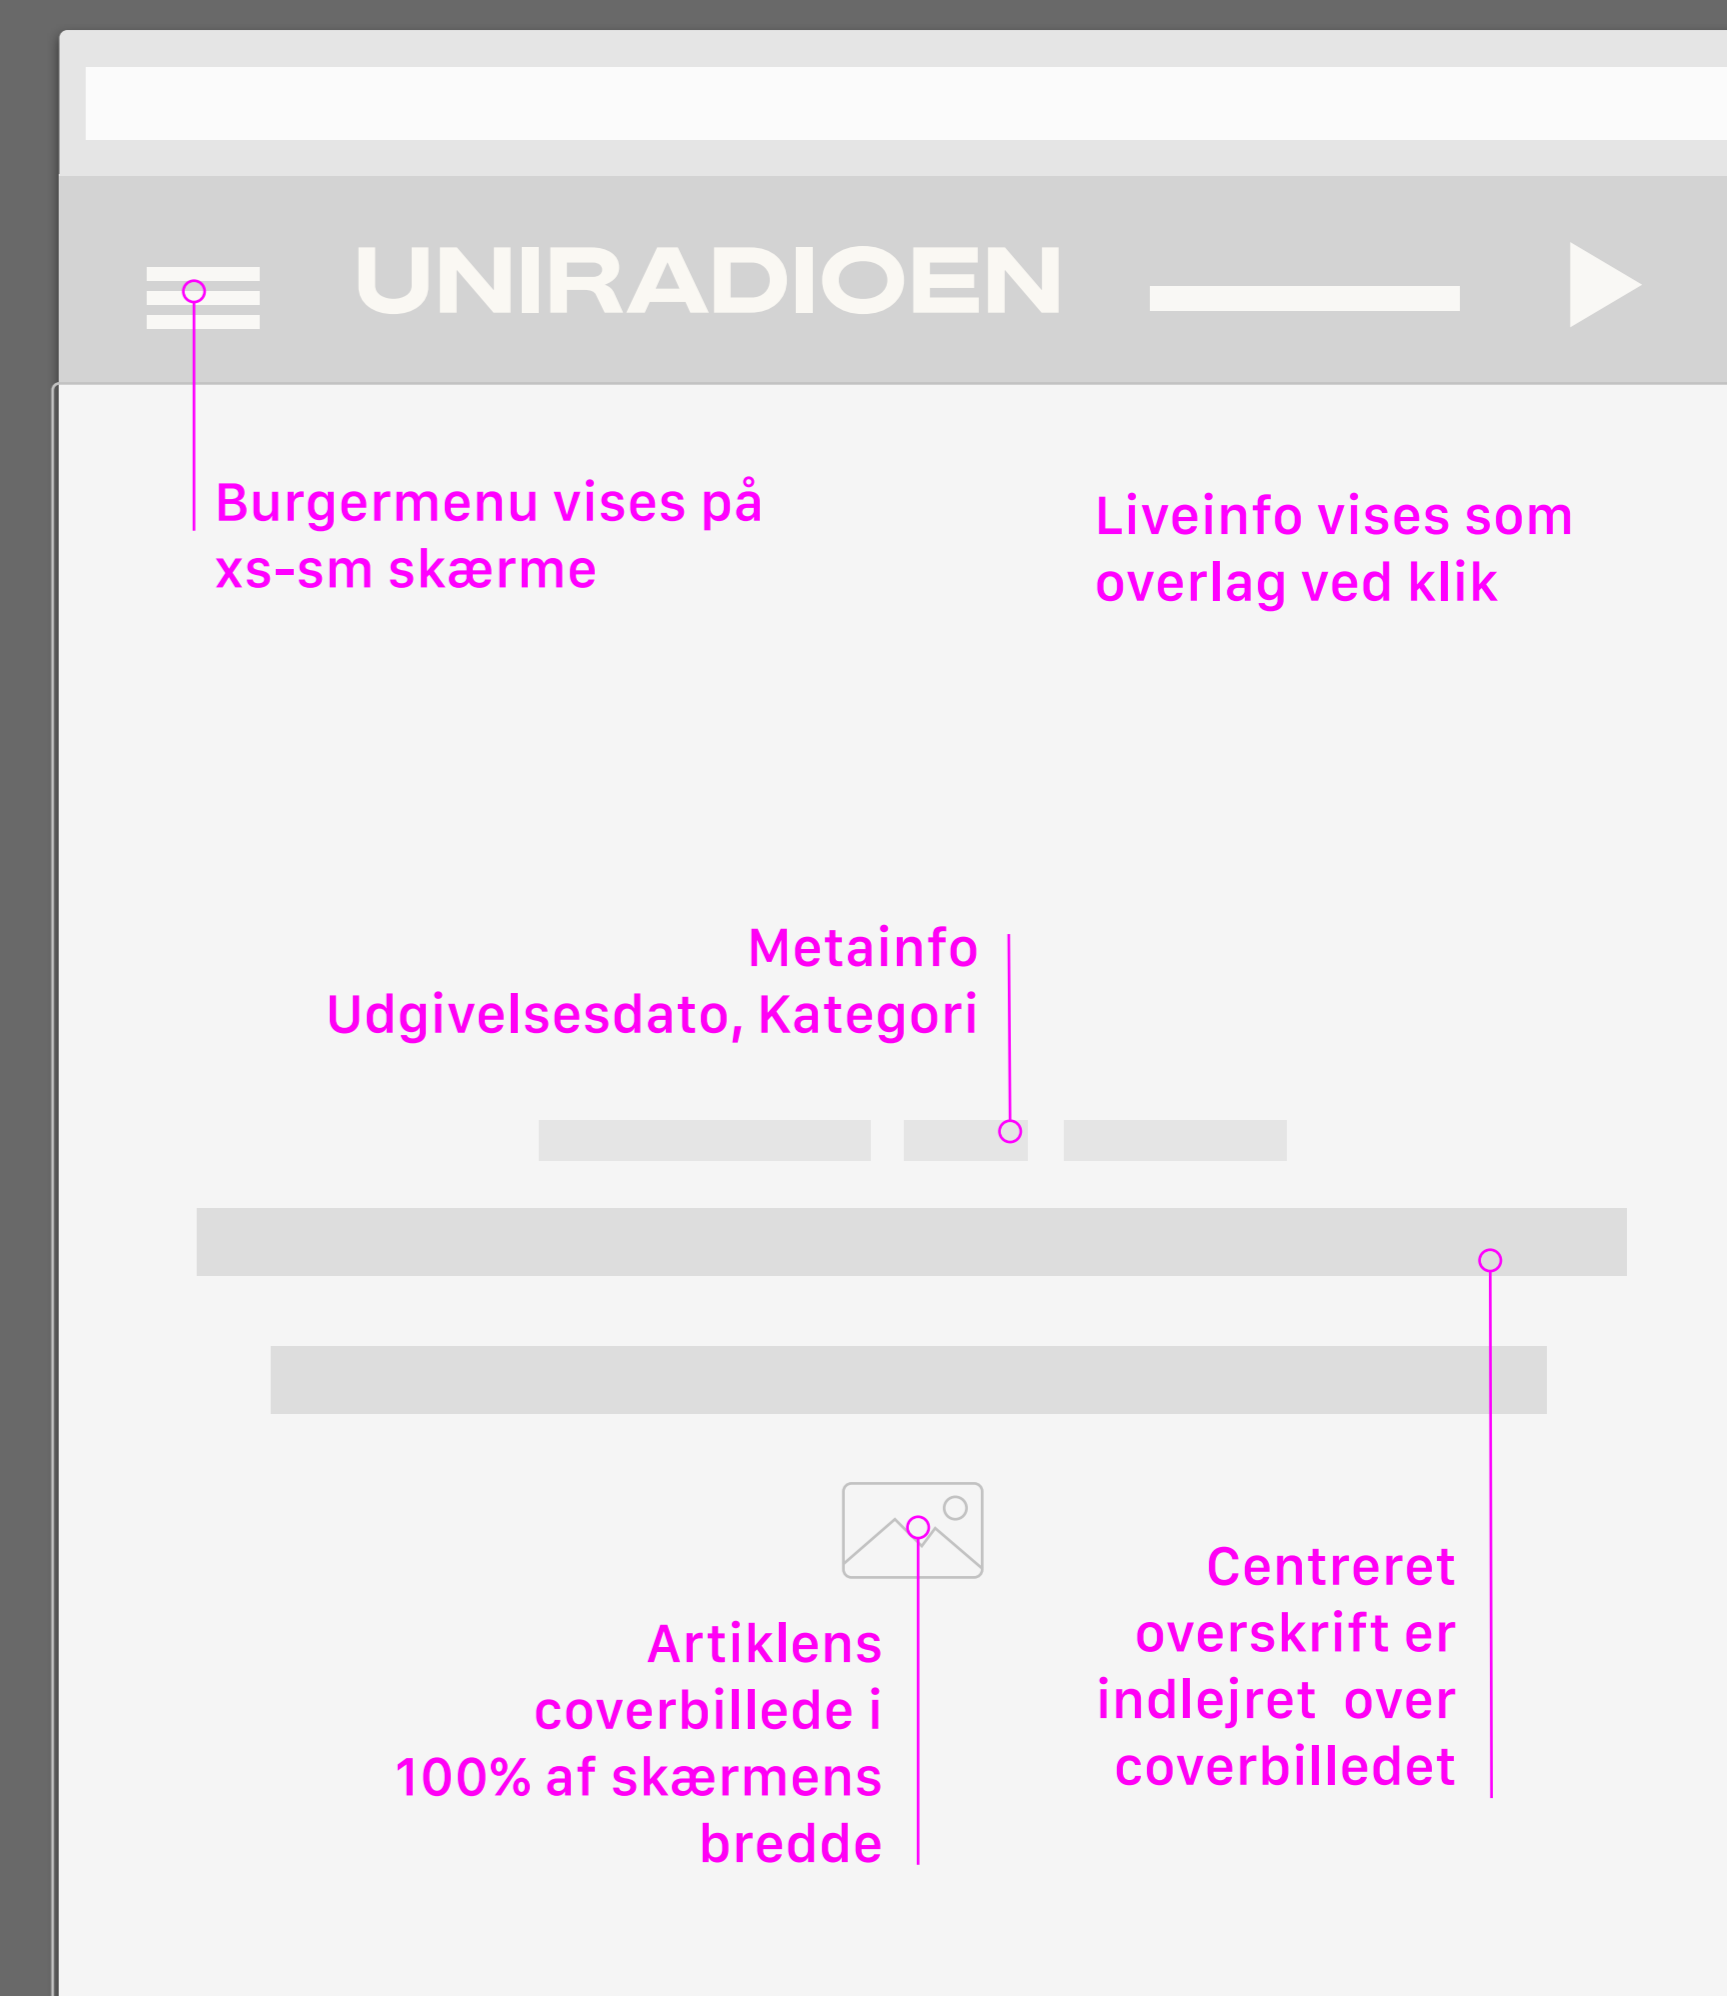 UNIRADIOEN
Burgermenu vises på
xs-sm skærme
Liveinfo vises som
overlag ved klik
Metainfo
Udgivelsesdato, Kategori
Artiklens
coverbillede i
100% af skærmens
bredde
Centreret
overskrift er
indlejret  over
coverbilledet